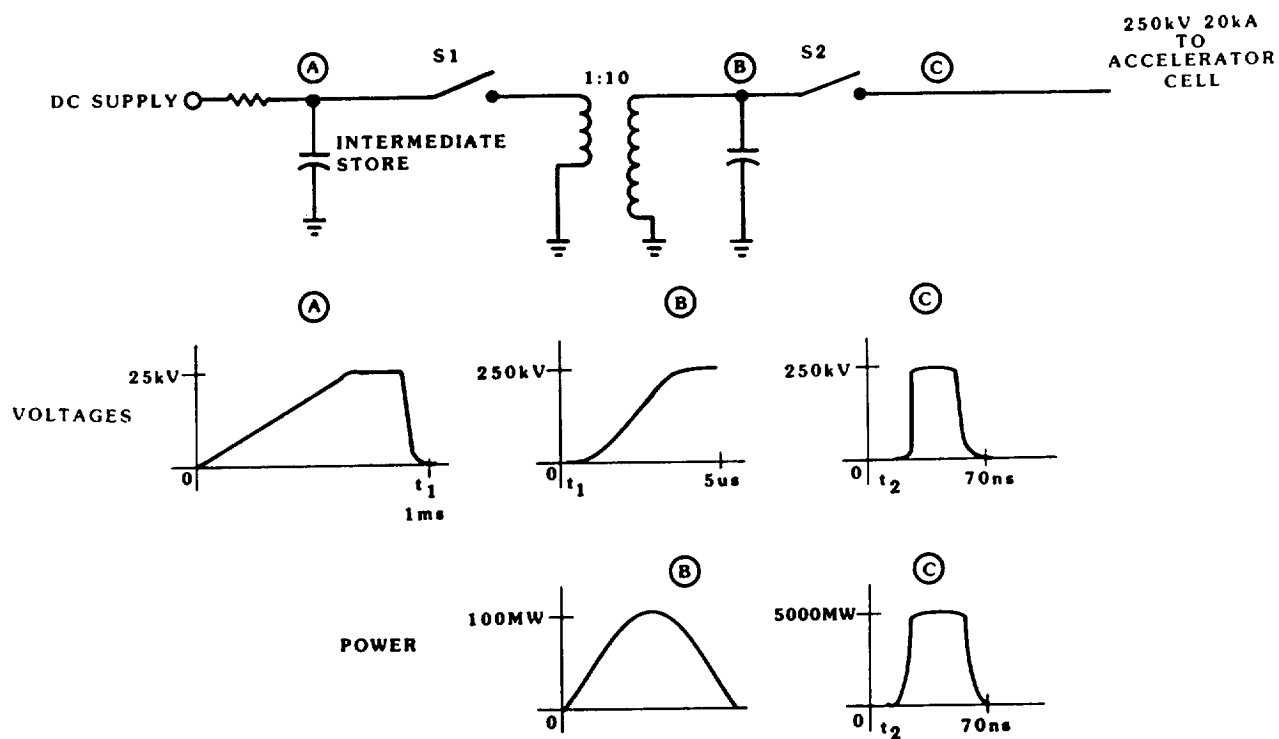 250kV 20kA
TO
ACCELERATOR
CELL
S1
S2
A
B
C
1:10
DC SUPPLY
INTERMEDIATE
STORE
A
B
C
25kV
250kV
250kV
VOLTAGES
0
t1
1ms
0
t1
5us
0
t2
70ns
B
C
100MW
5000MW
POWER
0
0
t2
70ns